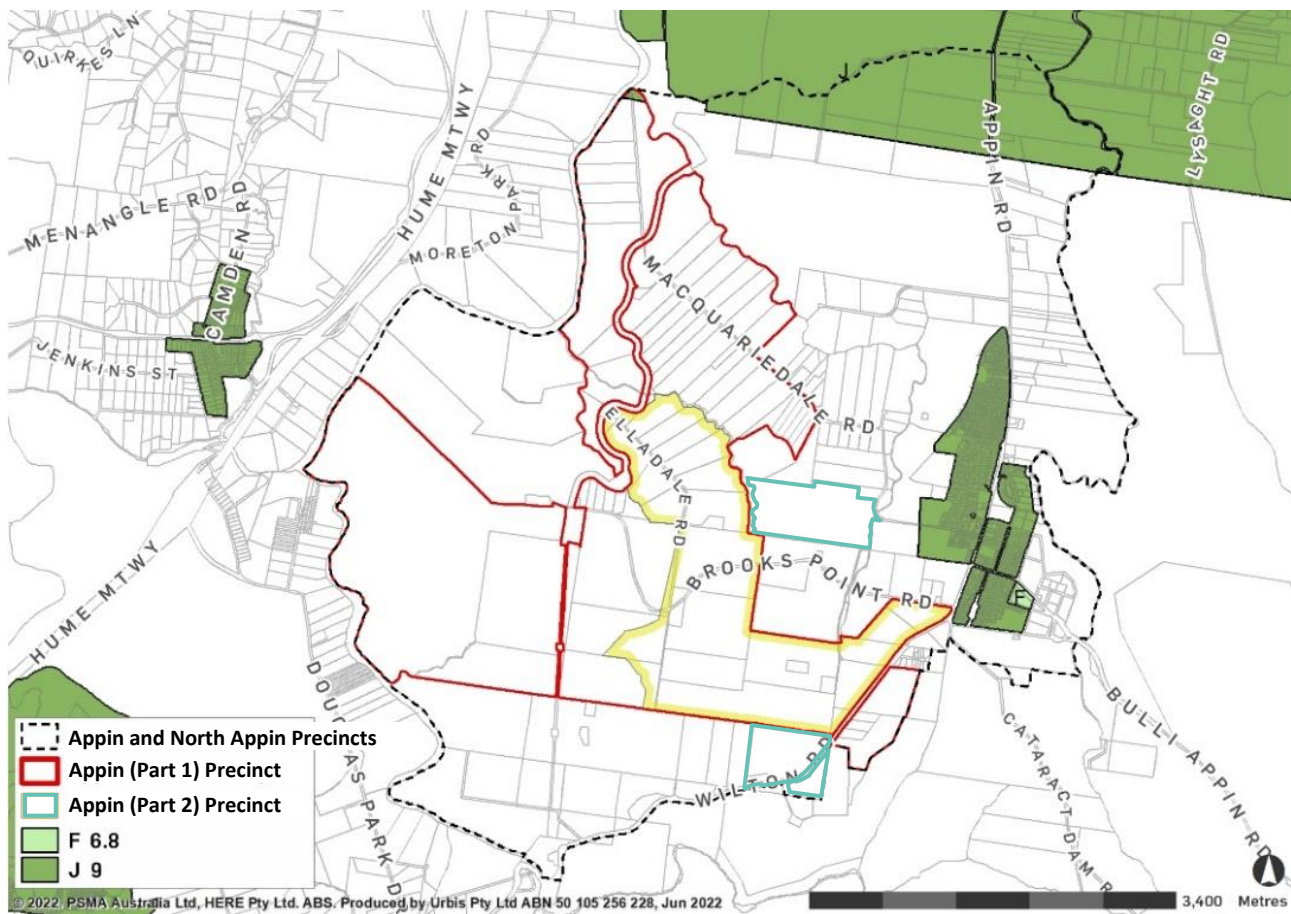 QUIRKES LN
HUME MTWY
PARK RD
MORETON
MENANGLE RD
CAMDEN RD
JENKINS ST
APPIN RD
LYSAGHT RD
MACQUARIEDALE RD
ELLADALE RD
BROOKS POINT RD
F
HUME MTWY
DOUGLAS PARK DR
WILTON RD
CATARACT DAM R
BULLI APPIN RD
Appin and North Appin Precincts
Appin (Part 1) Precinct
Appin (Part 2) Precinct
F 6.8
J 9
© 2022. PSMA Australia Ltd, HERE Pty Ltd. ABS. Produced by Urbis Pty Ltd ABN 50 105 256 228, Jun 2022
3,400 Metres